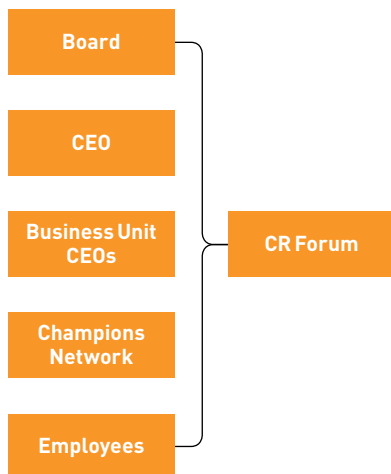 Board
CEO
Business Unit
CEOs
CR Forum
Champions
Network
Employees